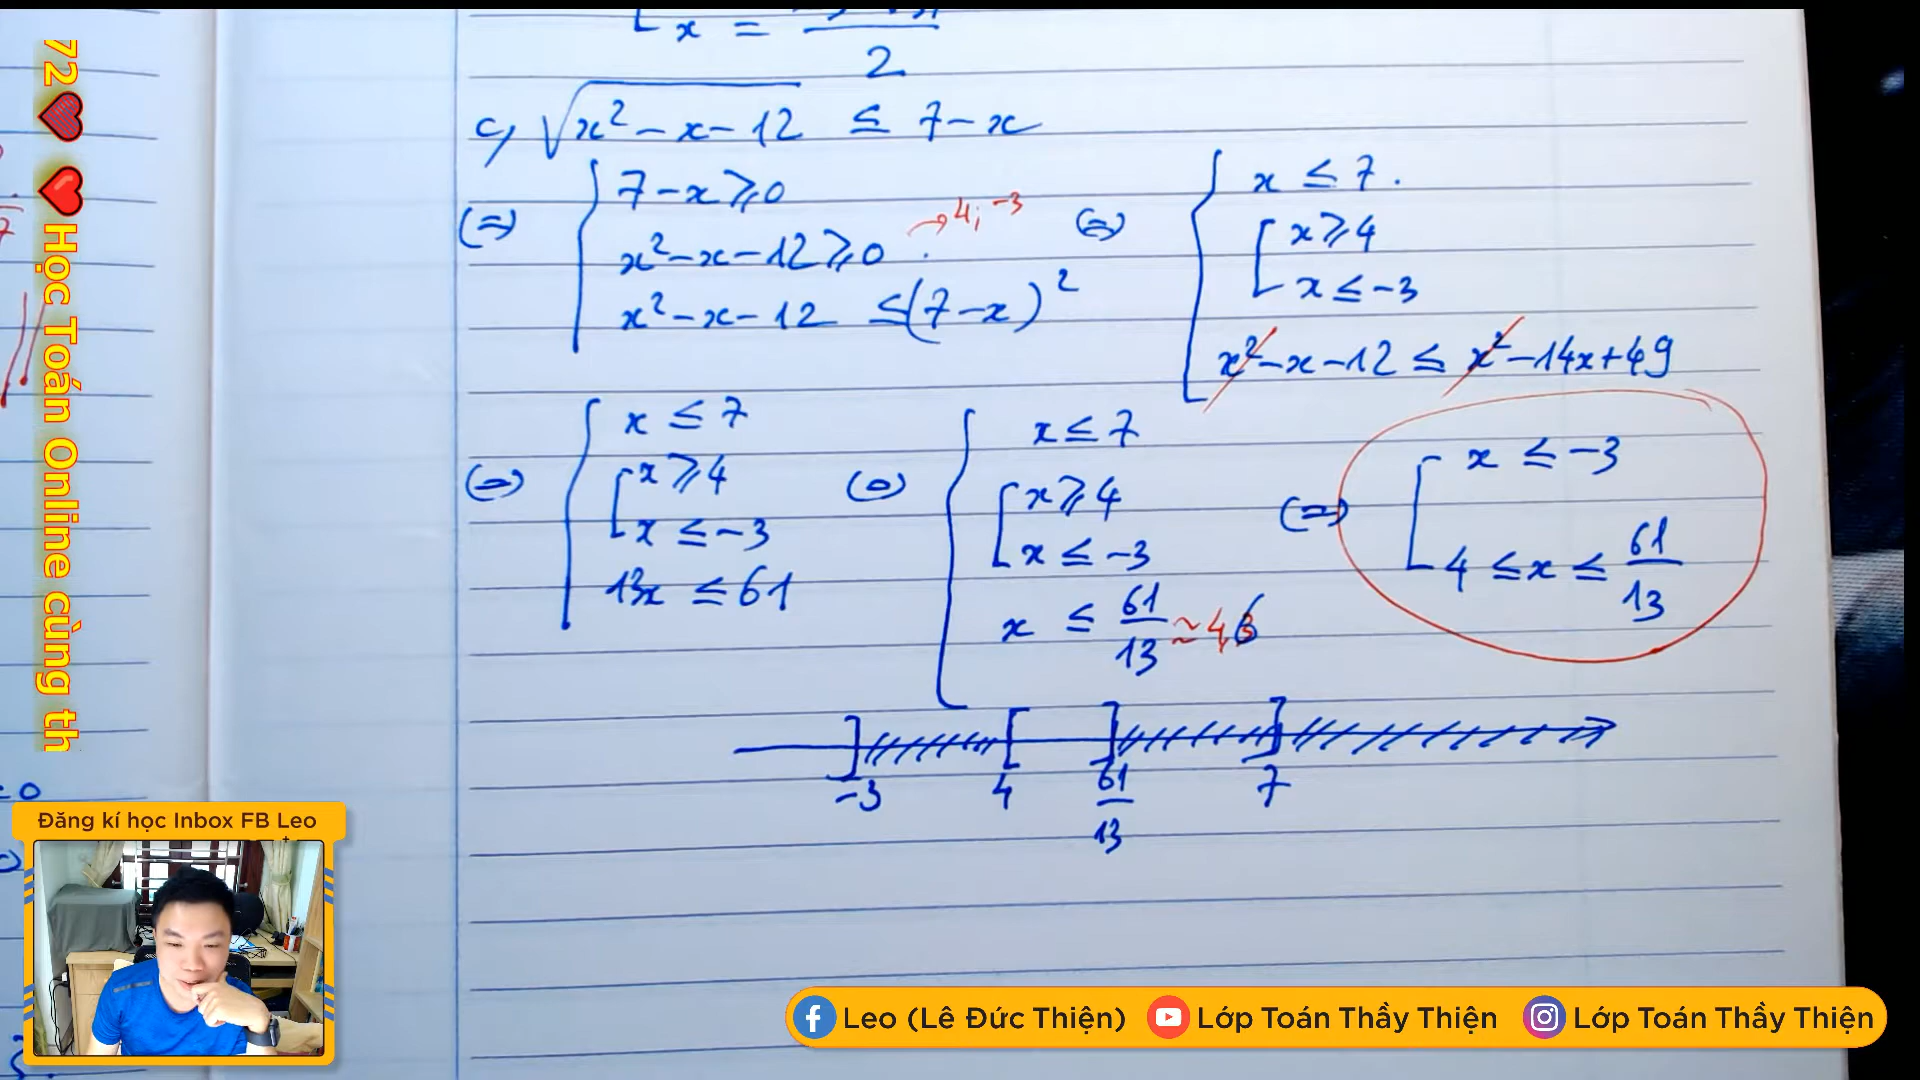 x = 2
c, √x² - x - 12 ≤ 7 - x
(=) { 7 - x ⩾ 0
x² - x - 12 ⩾ 0 → 4; -3
x² - x - 12 ≤ (7 - x)²
(=) { x ≤ 7 .
[ x ⩾ 4
x ≤ -3
x² - x - 12 ≤ x² - 14x + 49
(=) { x ≤ 7
[ x ⩾ 4
x ≤ -3
13x ≤ 61
(=) { x ≤ 7
[ x ⩾ 4
x ≤ -3
x ≤ 61/13 ≈ 4,6
(=) [ x ≤ -3
4 ≤ x ≤ 61/13
-3 4 61/13 7
72❤️ ❤️Học Toán Online cùng th
Đăng kí học Inbox FB Leo
Leo (Lê Đức Thiện) Lớp Toán Thầy Thiện Lớp Toán Thầy Thiện